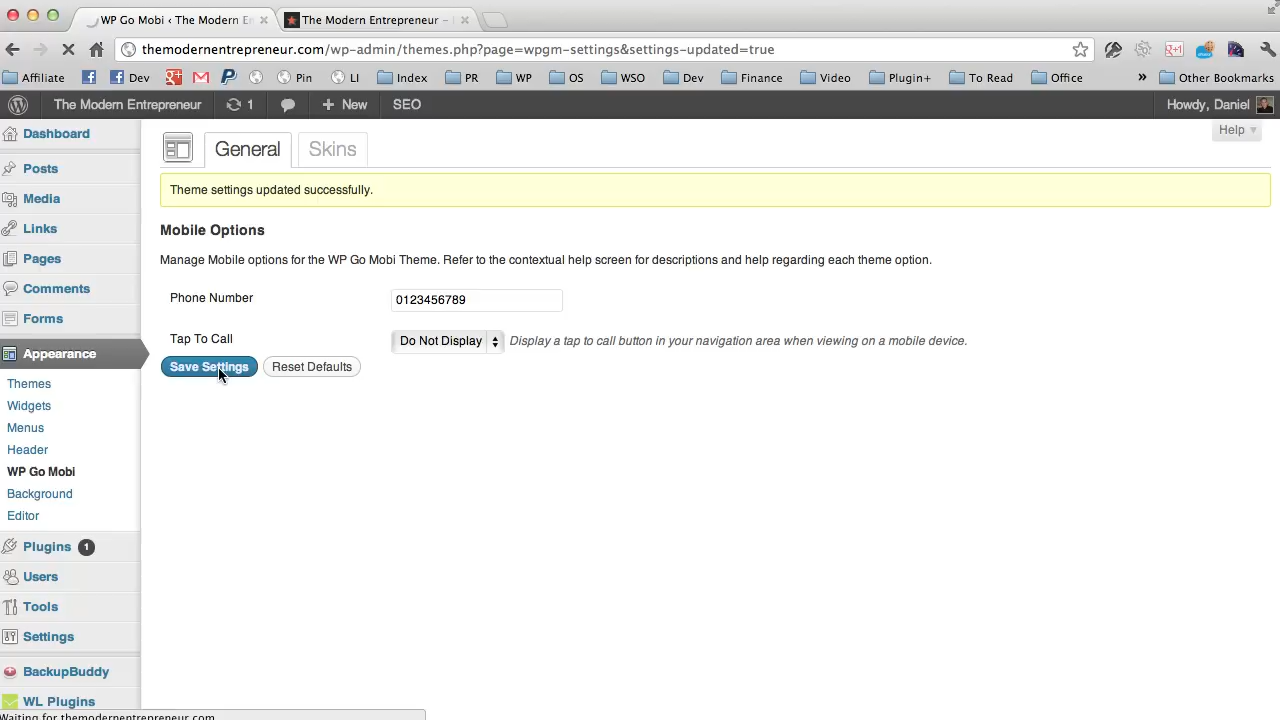 WP Go Mobi ‹ The Modern E
The Modern Entrepreneur –
themodernentrepreneur.com/wp-admin/themes.php?page=wpgm-settings&settings-updated=true
Affiliate
Dev
Pin
LI
Index
PR
WP
OS
WSO
Dev
Finance
Video
Plugin+
To Read
Office
»
Other Bookmarks
The Modern Entrepreneur
1
+ New
SEO
Howdy, Daniel
Help
Dashboard
Posts
Media
Links
Pages
Comments
Forms
Appearance
Themes
Widgets
Menus
Header
WP Go Mobi
Background
Editor
Plugins 1
Users
Tools
Settings
BackupBuddy
WL Plugins
General
Skins
Theme settings updated successfully.
Mobile Options
Manage Mobile options for the WP Go Mobi Theme. Refer to the contextual help screen for descriptions and help regarding each theme option.
Phone Number
0123456789
Tap To Call
Do Not Display
Display a tap to call button in your navigation area when viewing on a mobile device.
Save Settings
Reset Defaults
Waiting for themodernentrepreneur.com